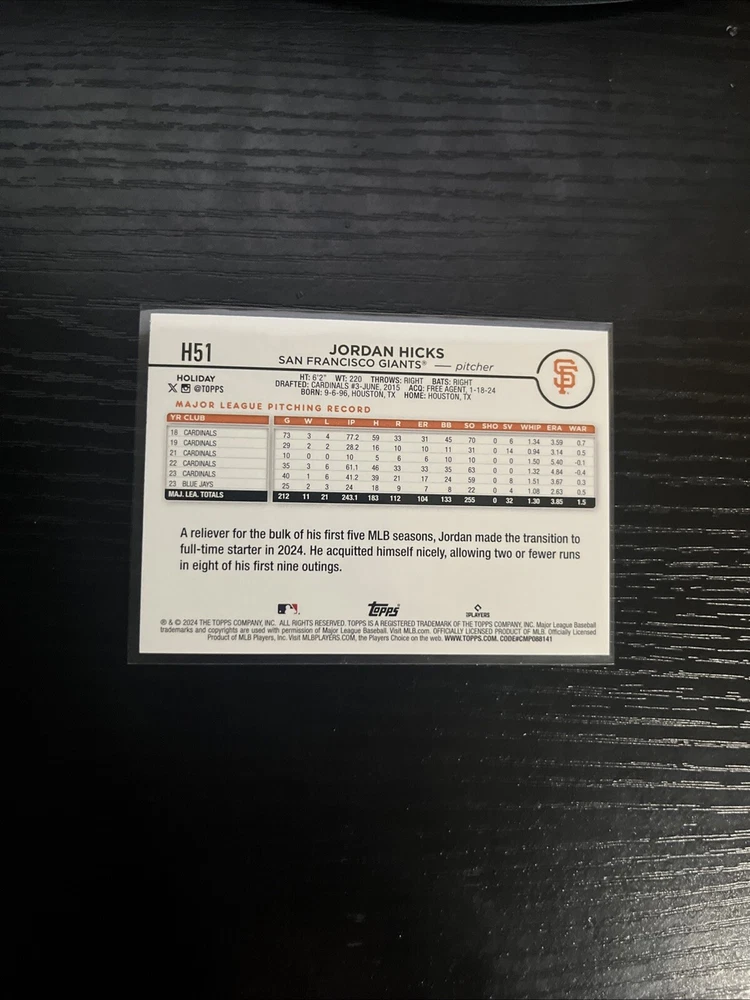 H51
JORDAN HICKS
SAN FRANCISCO GIANTS® — pitcher
SF
HOLIDAY
@TOPPS
HT: 6'2" WT: 220 THROWS: RIGHT BATS: RIGHT
DRAFTED: CARDINALS #3-JUNE, 2015 ACQ: FREE AGENT, 1-18-24
BORN: 9-6-96, HOUSTON, TX HOME: HOUSTON, TX
MAJOR LEAGUE PITCHING RECORD
YR CLUB G W L IP H R ER BB SO SHO SV WHIP ERA WAR
18 CARDINALS 73 3 4 77.2 59 33 31 45 70 0 6 1.34 3.59 0.7
19 CARDINALS 29 2 2 28.2 16 10 10 11 31 0 14 0.94 3.14 0.5
21 CARDINALS 10 0 0 10 5 6 6 10 10 0 0 1.50 5.40 -0.1
22 CARDINALS 35 3 6 61.1 46 33 33 35 63 0 0 1.32 4.84 -0.4
23 CARDINALS 40 1 6 41.2 39 21 17 24 59 0 8 1.51 3.67 0.3
23 BLUE JAYS 25 2 3 24 18 9 7 8 22 0 4 1.08 2.63 0.5
MAJ. LEA. TOTALS 212 11 21 243.1 183 112 104 133 255 0 32 1.30 3.85 1.5
A reliever for the bulk of his first five MLB seasons, Jordan made the transition to
full-time starter in 2024. He acquitted himself nicely, allowing two or fewer runs
in eight of his first nine outings.
topps
PLAYERS
® & © 2024 THE TOPPS COMPANY, INC. ALL RIGHTS RESERVED. TOPPS IS A REGISTERED TRADEMARK OF THE TOPPS COMPANY, INC. Major League Baseball
trademarks and copyrights are used with permission of Major League Baseball. Visit MLB.com. OFFICIALLY LICENSED PRODUCT OF MLB. Officially Licensed
Product of MLB Players, Inc. Visit MLBPLAYERS.COM, the Players Choice on the web. WWW.TOPPS.COM. CODE#CMP088141